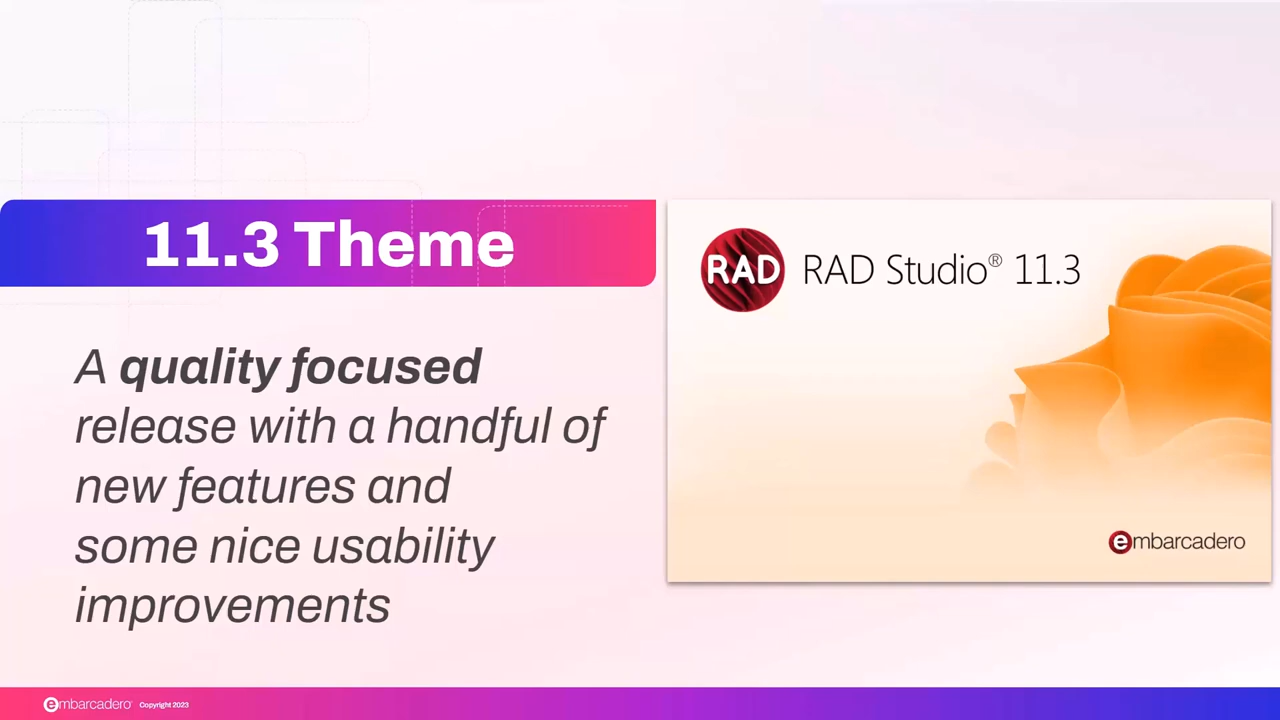 11.3 Theme
A quality focused
release with a handful of
new features and
some nice usability
improvements
RAD RAD Studio® 11.3
embarcadero
embarcadero Copyright 2023